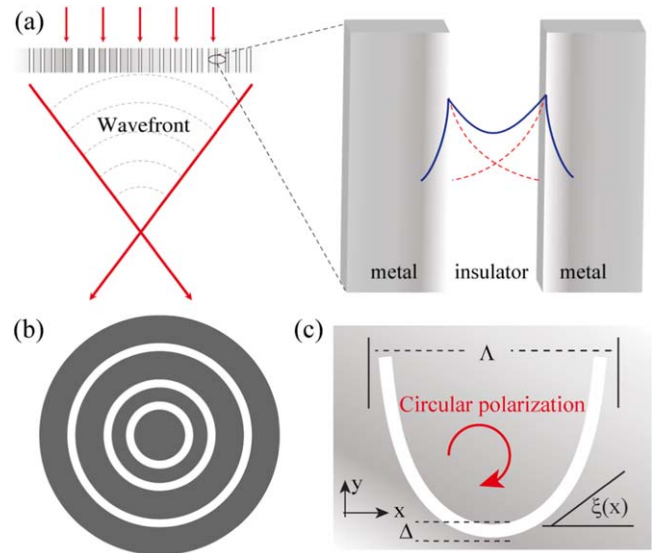 (a)
Wavefront
metal insulator metal
(b)
(c)
Λ
Circular polarization
y
x
Δ
ξ(x)